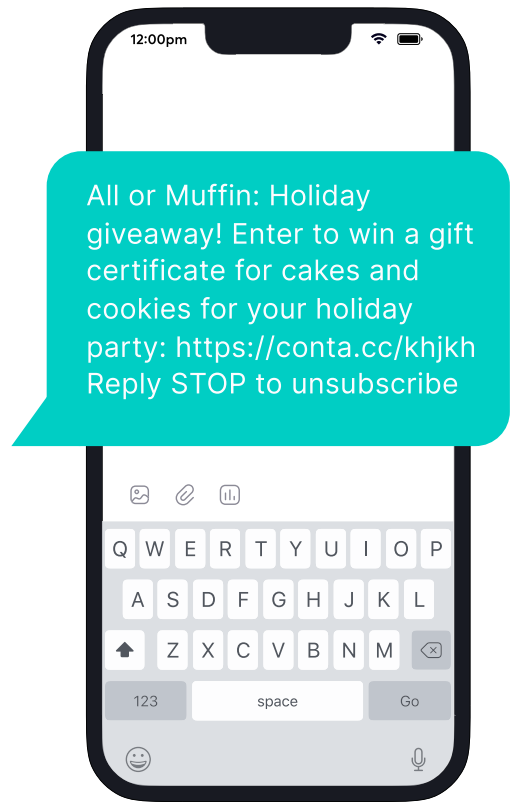 12:00pm
All or Muffin: Holiday
giveaway! Enter to win a gift
certificate for cakes and
cookies for your holiday
party: https://conta.cc/khjkh
Reply STOP to unsubscribe
Q W E R T Y U I O P
A S D F G H J K L
Z X C V B N M
123 space Go